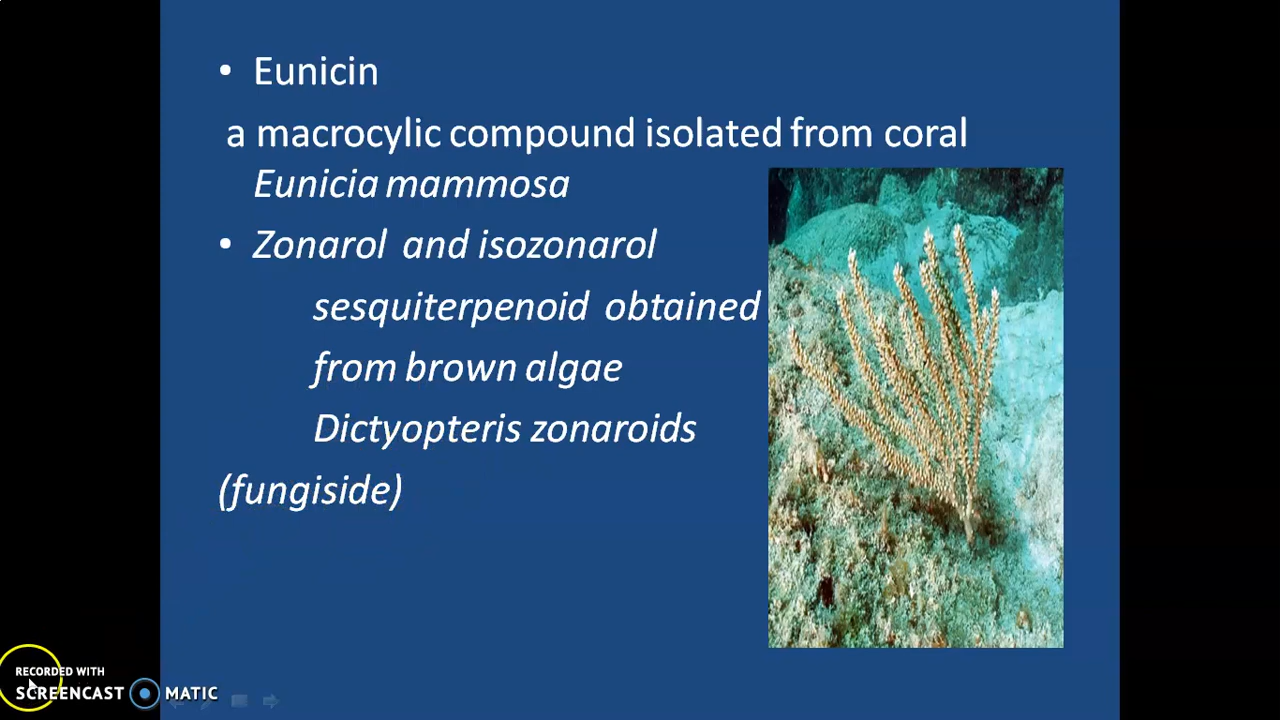 • Eunicin
a macrocylic compound isolated from coral
Eunicia mammosa
• Zonarol and isozonarol
sesquiterpenoid obtained
from brown algae
Dictyopteris zonaroids
(fungiside)
RECORDED WITH
SCREENCAST MATIC